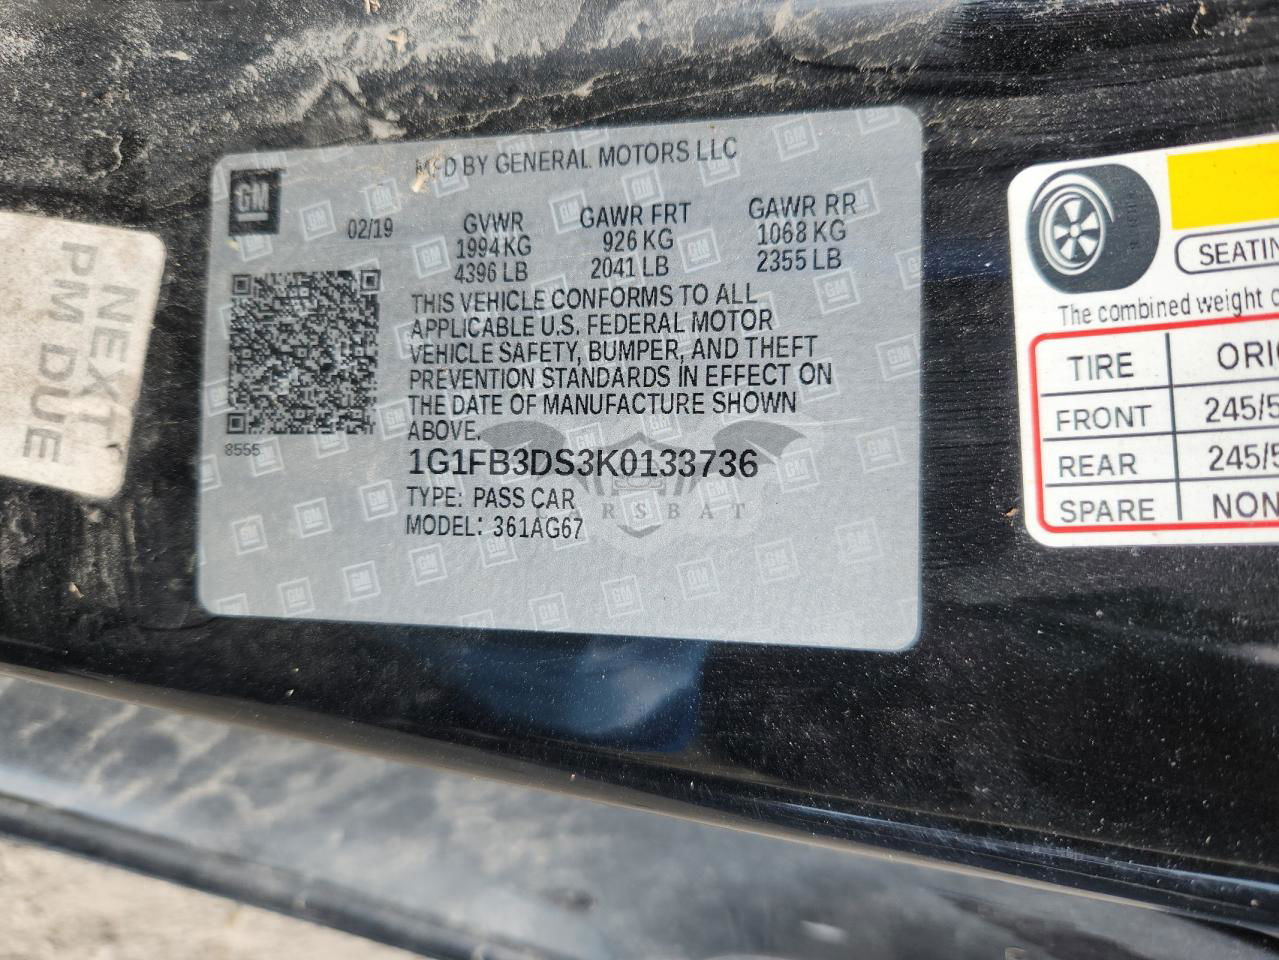 NEXT
PM DUE
GM
MFD BY GENERAL MOTORS LLC
02/19
GVWR
1994 KG
4396 LB
GAWR FRT
926 KG
2041 LB
GAWR RR
1068 KG
2355 LB
THIS VEHICLE CONFORMS TO ALL
APPLICABLE U.S. FEDERAL MOTOR
VEHICLE SAFETY, BUMPER, AND THEFT
PREVENTION STANDARDS IN EFFECT ON
THE DATE OF MANUFACTURE SHOWN
ABOVE.
8555
1G1FB3DS3K0133736
TYPE: PASS CAR
MODEL: 361AG67
CARSBAT
The combined weight
TIRE
FRONT 245/5
REAR 245/5
SPARE